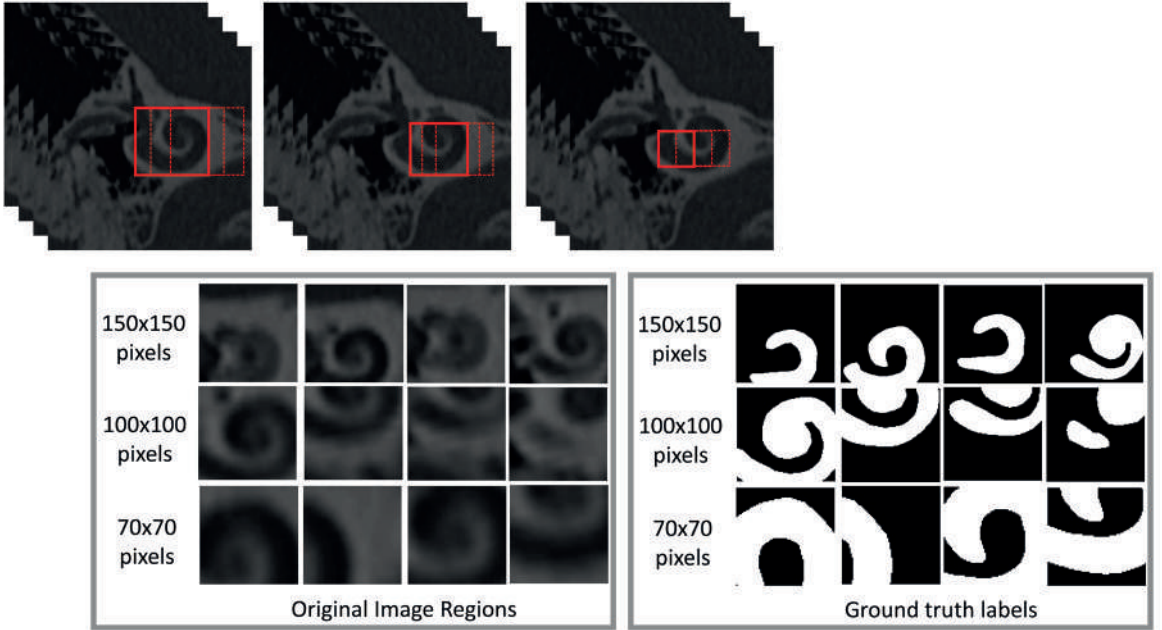 150x150
pixels
100x100
pixels
70x70
pixels
Original Image Regions
150x150
pixels
100x100
pixels
70x70
pixels
Ground truth labels